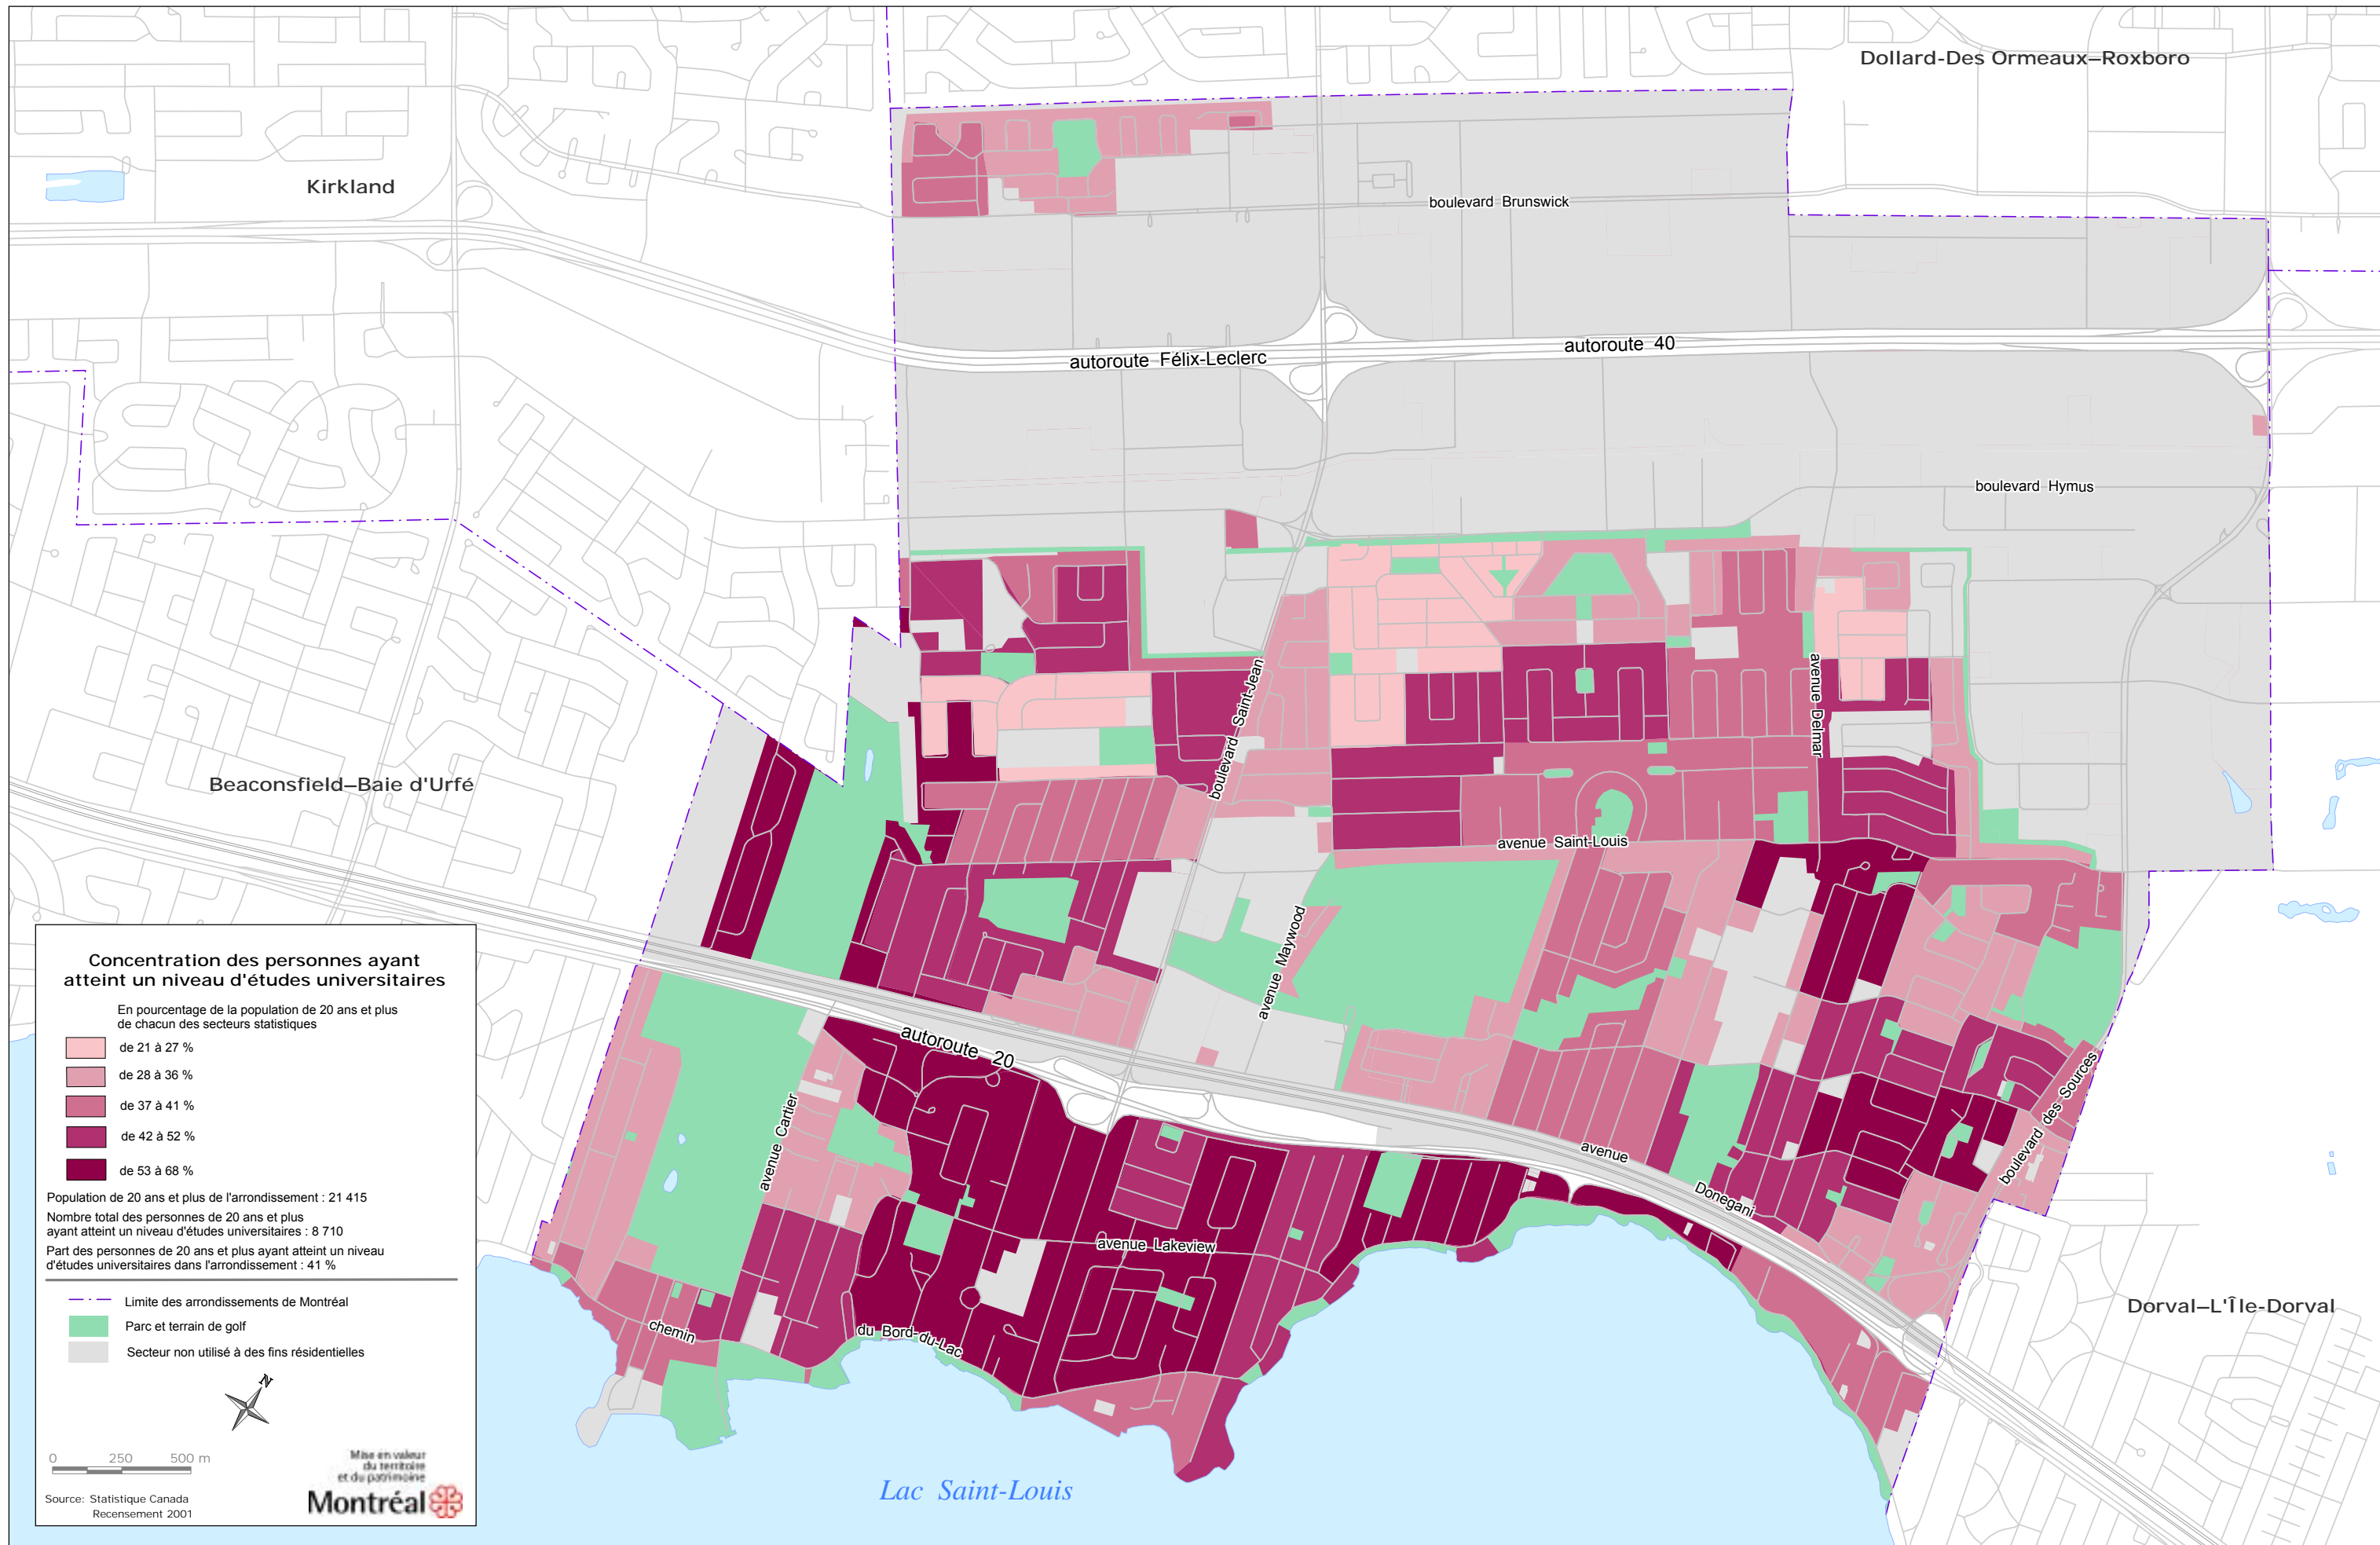 Dollard-Des Ormeaux–Roxboro
Kirkland
boulevard Brunswick
autoroute Félix-Leclerc
autoroute 40
boulevard Hymus
boulevard Saint-Jean
avenue Delmar
Beaconsfield–Baie d'Urfé
avenue Saint-Louis
avenue Maywood
autoroute 20
avenue Cartier
boulevard des Sources
avenue
Donegani
avenue Lakeview
chemin
du Bord-du-Lac
Dorval–L'Île-Dorval
Lac Saint-Louis
Concentration des personnes ayant
atteint un niveau d'études universitaires
En pourcentage de la population de 20 ans et plus
de chacun des secteurs statistiques
de 21 à 27 %
de 28 à 36 %
de 37 à 41 %
de 42 à 52 %
de 53 à 68 %
Population de 20 ans et plus de l'arrondissement : 21 415
Nombre total des personnes de 20 ans et plus
ayant atteint un niveau d'études universitaires : 8 710
Part des personnes de 20 ans et plus ayant atteint un niveau
d'études universitaires dans l'arrondissement : 41 %
Limite des arrondissements de Montréal
Parc et terrain de golf
Secteur non utilisé à des fins résidentielles
N
0 250 500 m
Mise en valeur
du territoire
et du patrimoine
Montréal
Source: Statistique Canada
Recensement 2001